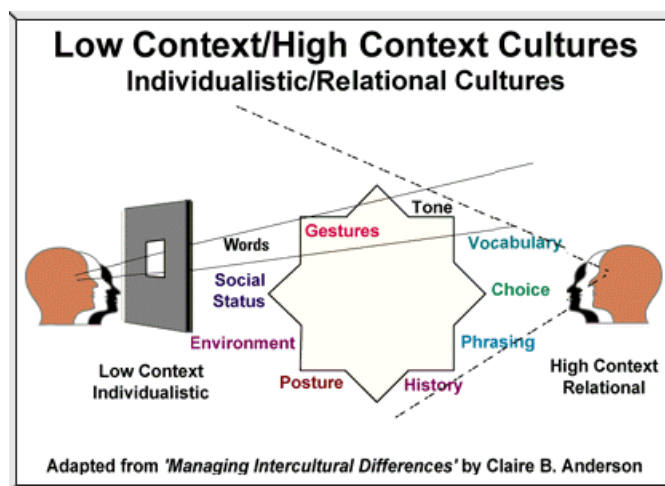 Low Context/High Context Cultures
Individualistic/Relational Cultures
Tone
Words
Gestures
Vocabulary
Social
Status
Choice
Environment
Phrasing
Low Context
Individualistic
Posture
History
High Context
Relational
Adapted from 'Managing Intercultural Differences' by Claire B. Anderson